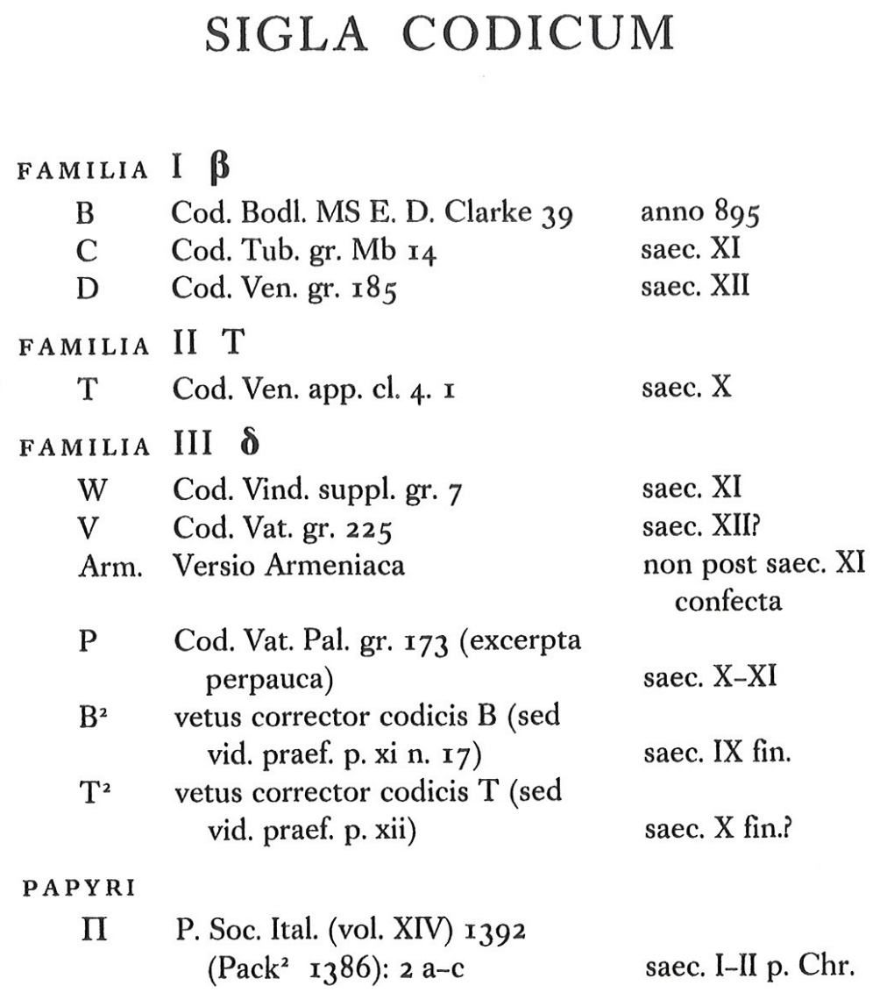 SIGLA CODICUM
FAMILIA I β
B Cod. Bodl. MS E. D. Clarke 39 anno 895
C Cod. Tub. gr. Mb 14 saec. XI
D Cod. Ven. gr. 185 saec. XII
FAMILIA II T
T Cod. Ven. app. cl. 4. 1 saec. X
FAMILIA III δ
W Cod. Vind. suppl. gr. 7 saec. XI
V Cod. Vat. gr. 225 saec. XII?
Arm. Versio Armeniaca non post saec. XI
confecta
P Cod. Vat. Pal. gr. 173 (excerpta
perpauca) saec. X–XI
B² vetus corrector codicis B (sed
vid. praef. p. xi n. 17) saec. IX fin.
T² vetus corrector codicis T (sed
vid. praef. p. xii) saec. X fin.?
PAPYRI
Π P. Soc. Ital. (vol. XIV) 1392
(Pack² 1386): 2 a–c saec. I–II p. Chr.